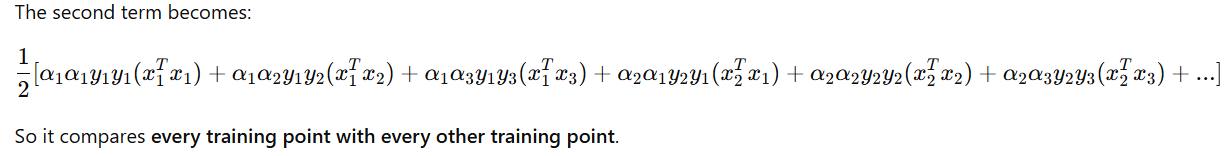 The second term becomes:
1/2[α₁α₁y₁y₁(x₁ᵀx₁) + α₁α₂y₁y₂(x₁ᵀx₂) + α₁α₃y₁y₃(x₁ᵀx₃) + α₂α₁y₂y₁(x₂ᵀx₁) + α₂α₂y₂y₂(x₂ᵀx₂) + α₂α₃y₂y₃(x₂ᵀx₃) + ...]
So it compares every training point with every other training point.